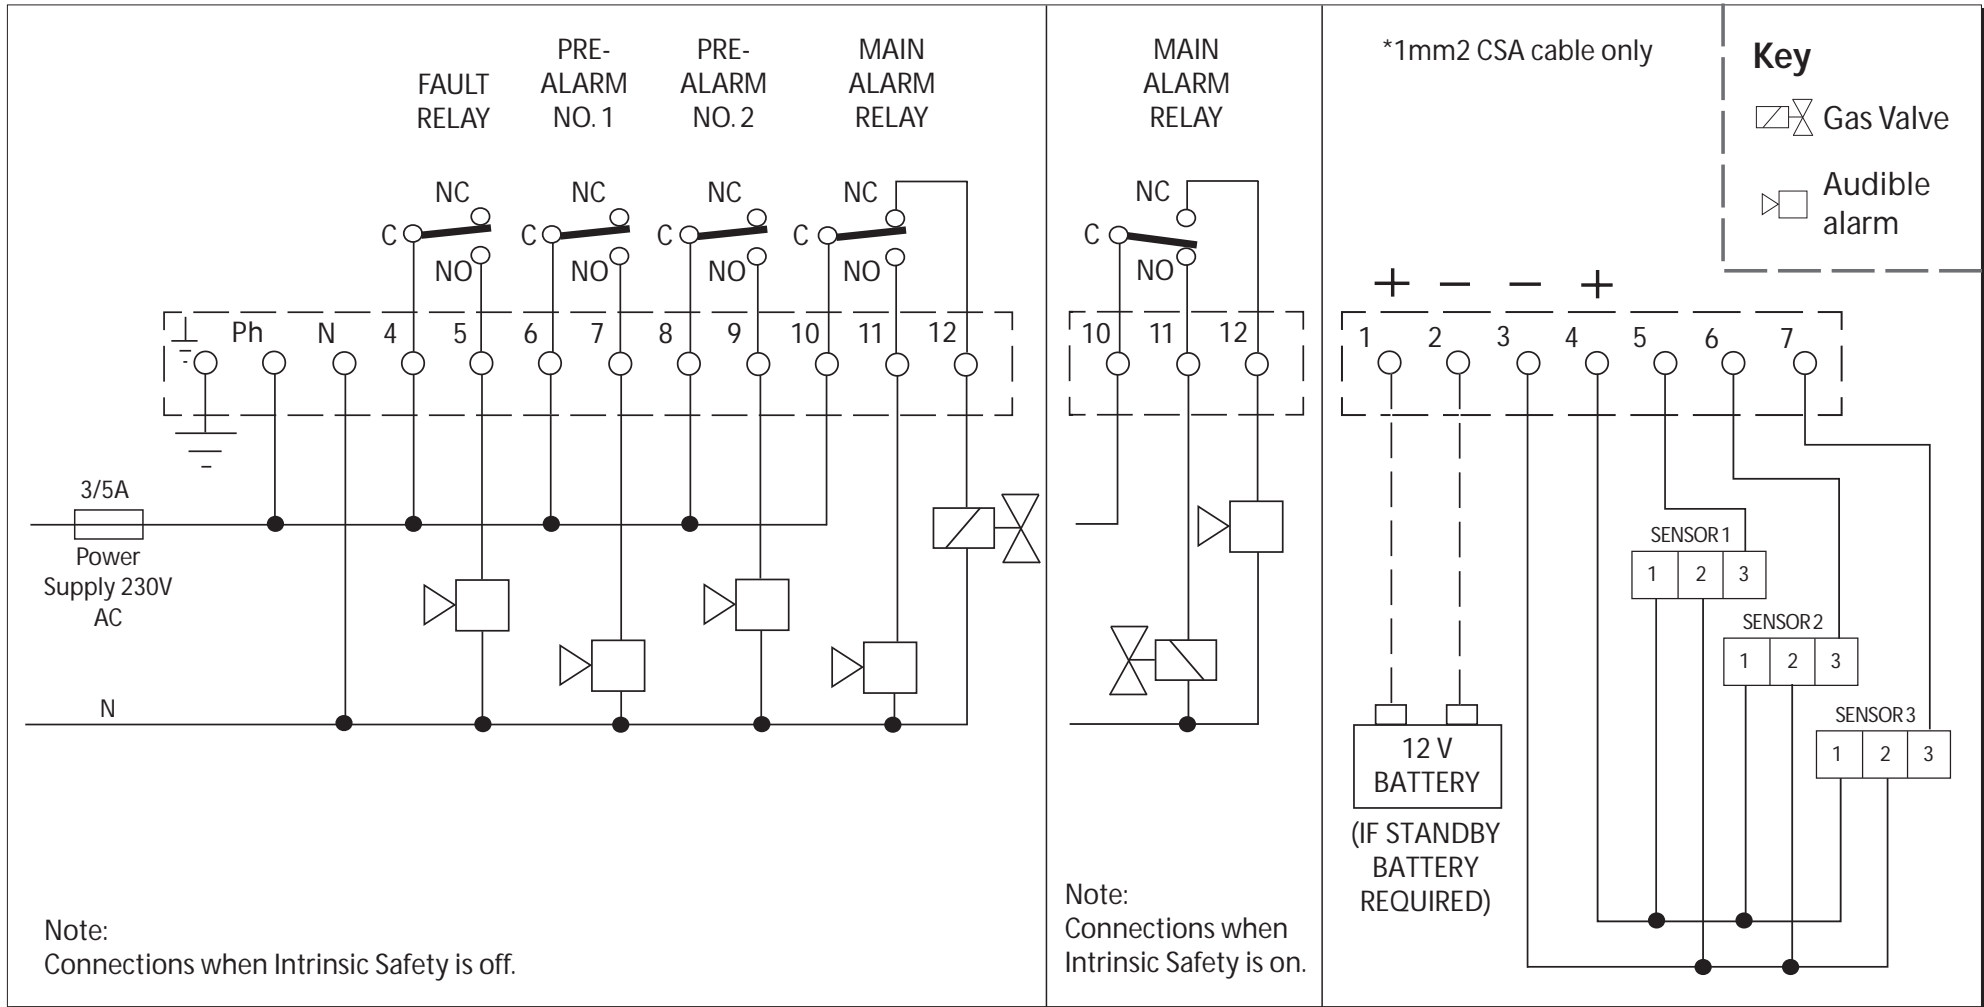 FAULT
RELAY
PRE-
ALARM
NO. 1
PRE-
ALARM
NO. 2
MAIN
ALARM
RELAY
NC
C
NO
NC
C
NO
NC
C
NO
NC
C
NO
Ph N 4 5 6 7 8 9 10 11 12
3/5A
Power
Supply 230V
AC
N
Note:
Connections when Intrinsic Safety is off.
MAIN
ALARM
RELAY
NC
C
NO
10 11 12
Note:
Connections when
Intrinsic Safety is on.
*1mm2 CSA cable only
Key
Gas Valve
Audible
alarm
+ − − +
1 2 3 4 5 6 7
SENSOR 1
1 2 3
SENSOR 2
1 2 3
SENSOR 3
1 2 3
12 V
BATTERY
(IF STANDBY
BATTERY
REQUIRED)